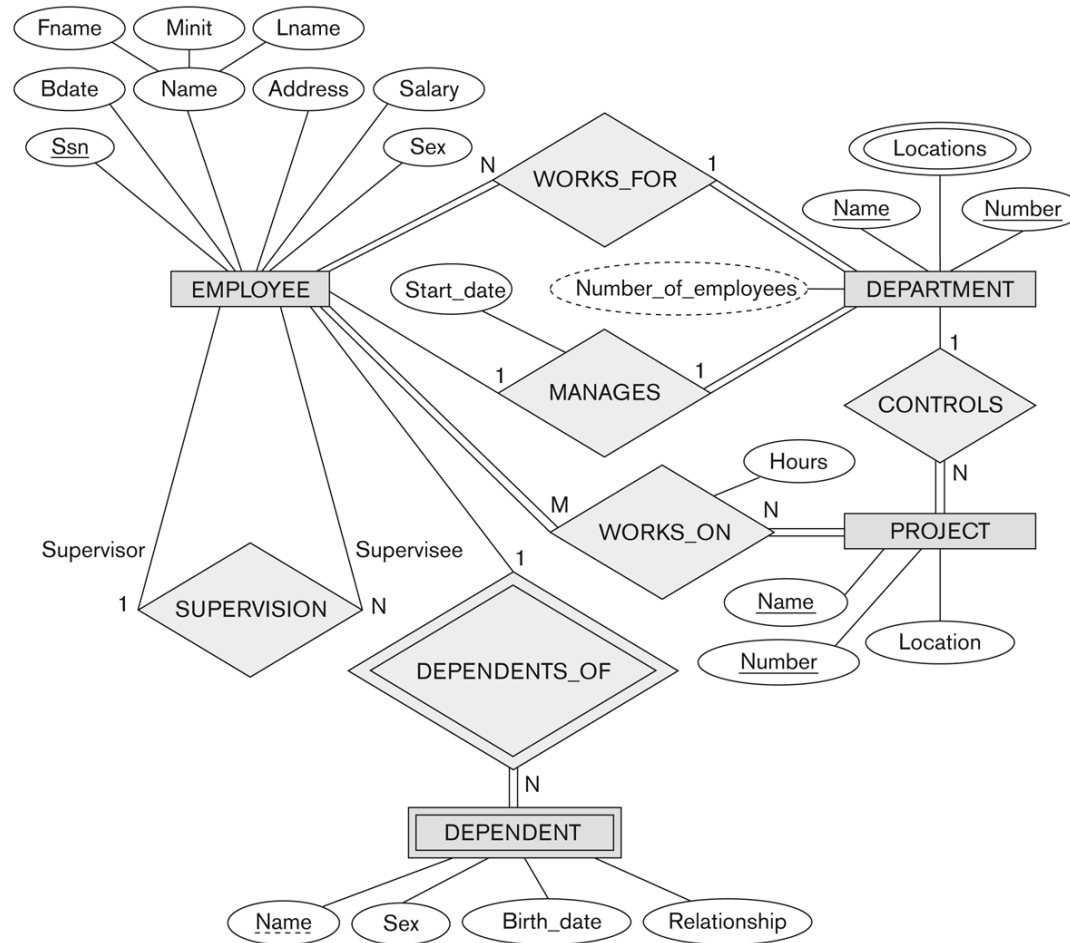 Fname
Minit
Lname
Bdate
Name
Address
Salary
Ssn
Sex
N
WORKS_FOR
1
Locations
Name
Number
EMPLOYEE
Start_date
Number_of_employees
DEPARTMENT
1
MANAGES
1
1
CONTROLS
N
Hours
M
WORKS_ON
N
PROJECT
Supervisor
Supervisee
1
SUPERVISION
N
1
Name
Number
Location
DEPENDENTS_OF
N
DEPENDENT
Name
Sex
Birth_date
Relationship